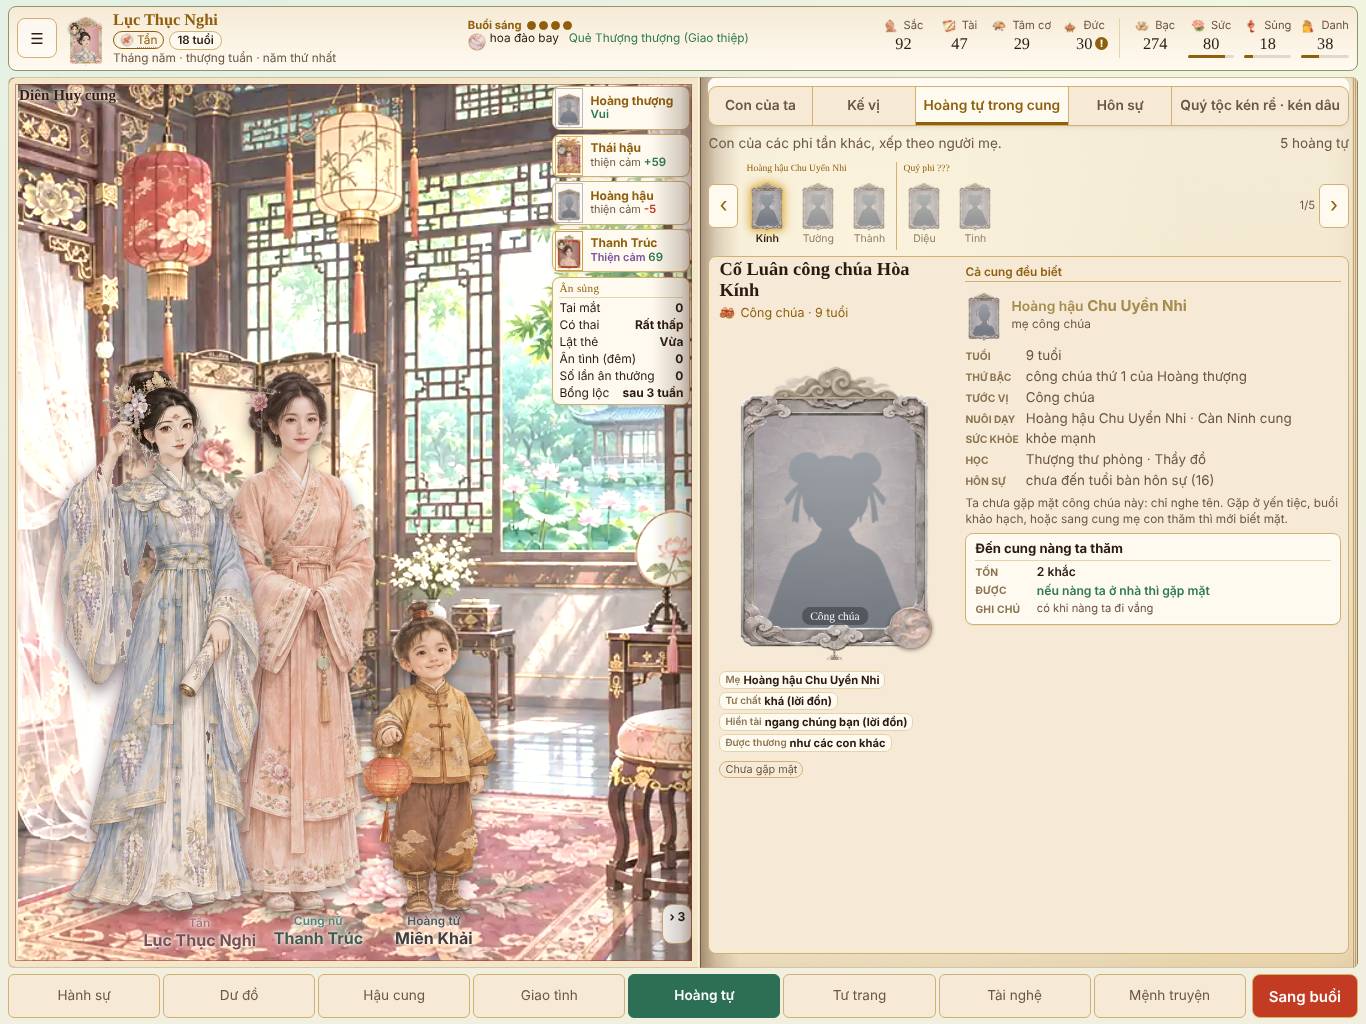 ☰
Lục Thục Nghi
Tần
18 tuổi
Tháng năm · thượng tuần · năm thứ nhất
Buổi sáng
hoa đào bay
Quẻ Thượng thượng (Giao thiệp)
Sắc
92
Tài
47
Tâm cơ
29
Đức
30 !
Bạc
274
Sức
80
Sủng
18
Danh
38
Diên Huy cung
Hoàng thượng
Vui
Thái hậu
thiện cảm +59
Hoàng hậu
thiện cảm -5
Thanh Trúc
Thiện cảm 69
Ân sủng
Tai mắt 0
Có thai Rất thấp
Lật thẻ Vừa
Ân tình (đêm) 0
Số lần ân thưởng 0
Bổng lộc sau 3 tuần
Tần
Lục Thục Nghi
Cung nữ
Thanh Trúc
Hoàng tử
Miên Khải
› 3
Con của ta
Kế vị
Hoàng tự trong cung
Hôn sự
Quý tộc kén rể · kén dâu
Con của các phi tần khác, xếp theo người mẹ.
5 hoàng tự
Hoàng hậu Chu Uyển Nhi
Quý phi ???
‹
Kính
Tường
Thành
Diệu
Tĩnh
1/5
›
Cố Luân công chúa Hòa
Kính
Công chúa · 9 tuổi
Công chúa
Mẹ Hoàng hậu Chu Uyển Nhi
Tư chất khá (lời đồn)
Hiền tài ngang chúng bạn (lời đồn)
Được thương như các con khác
Chưa gặp mặt
Cả cung đều biết
Hoàng hậu Chu Uyển Nhi
mẹ công chúa
TUỔI 9 tuổi
THỨ BẬC công chúa thứ 1 của Hoàng thượng
TƯỚC VỊ Công chúa
NUÔI DẠY Hoàng hậu Chu Uyển Nhi · Càn Ninh cung
SỨC KHỎE khỏe mạnh
HỌC Thượng thư phòng · Thầy đồ
HÔN SỰ chưa đến tuổi bàn hôn sự (16)
Ta chưa gặp mặt công chúa này: chỉ nghe tên. Gặp ở yến tiệc, buổi
khảo hạch, hoặc sang cung mẹ con thăm thì mới biết mặt.
Đến cung nàng ta thăm
TỐN 2 khắc
ĐƯỢC nếu nàng ta ở nhà thì gặp mặt
GHI CHÚ có khi nàng ta đi vắng
Hành sự
Dư đồ
Hậu cung
Giao tình
Hoàng tự
Tư trang
Tài nghệ
Mệnh truyện
Sang buổi